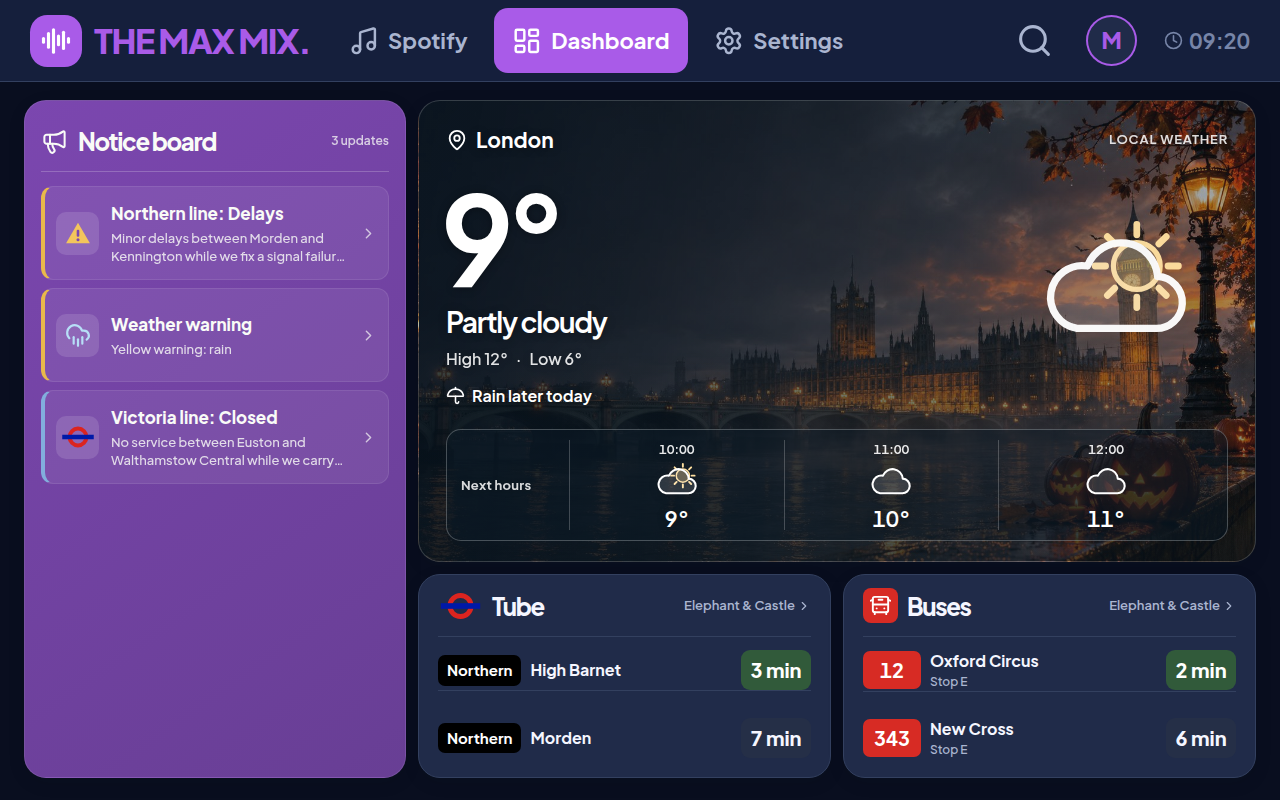 THE MAX MIX.
Spotify
Dashboard
Settings
M
09:20
Notice board
3 updates
Northern line: Delays
Minor delays between Morden and
Kennington while we fix a signal failur…
Weather warning
Yellow warning: rain
Victoria line: Closed
No service between Euston and
Walthamstow Central while we carry…
London
LOCAL WEATHER
9°
Partly cloudy
High 12° · Low 6°
Rain later today
Next hours
10:00
9°
11:00
10°
12:00
11°
Tube
Elephant & Castle
Northern High Barnet 3 min
Northern Morden 7 min
Buses
Elephant & Castle
12 Oxford Circus 2 min
Stop E
343 New Cross 6 min
Stop E